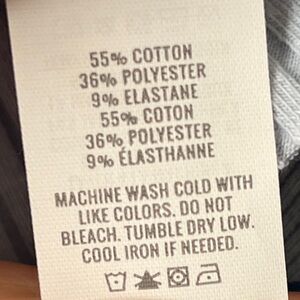 55% COTTON
36% POLYESTER
9% ELASTANE
55% COTON
36% POLYESTER
9% ÉLASTHANNE
MACHINE WASH COLD WITH
LIKE COLORS. DO NOT
BLEACH. TUMBLE DRY LOW.
COOL IRON IF NEEDED.